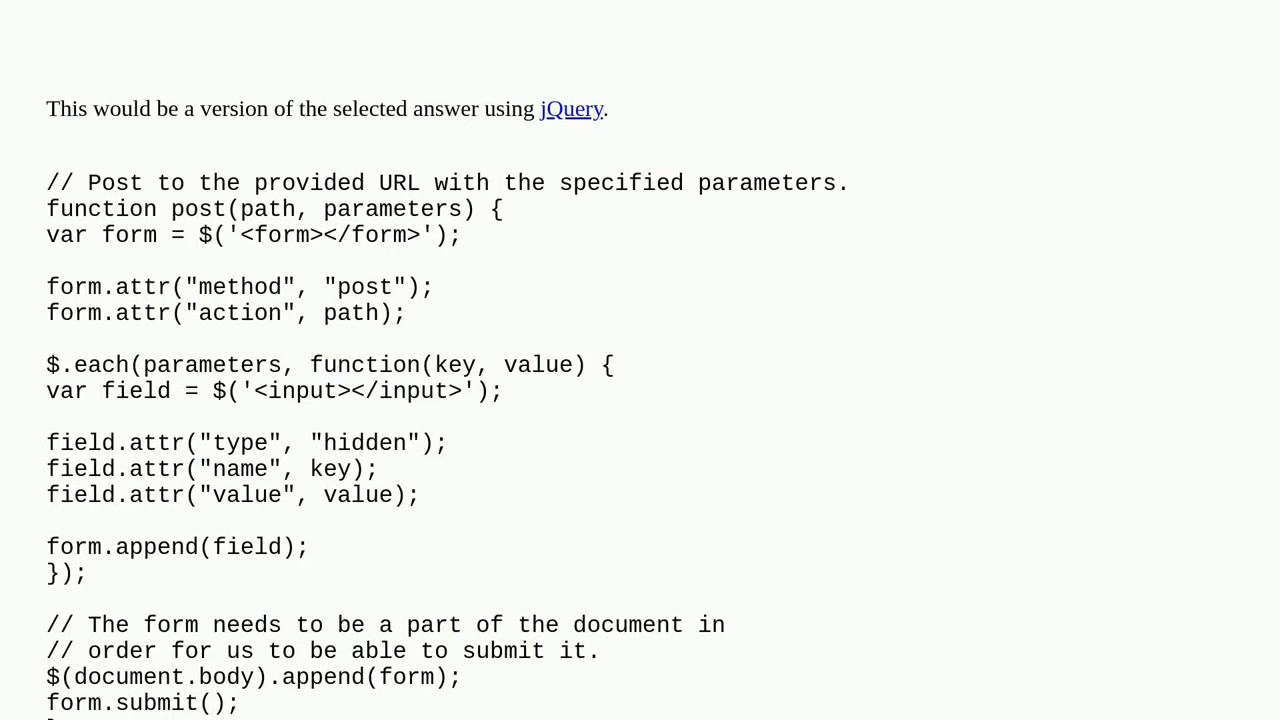 This would be a version of the selected answer using jQuery.
// Post to the provided URL with the specified parameters.
function post(path, parameters) {
var form = $('<form></form>');
form.attr("method", "post");
form.attr("action", path);
$.each(parameters, function(key, value) {
var field = $('<input></input>');
field.attr("type", "hidden");
field.attr("name", key);
field.attr("value", value);
form.append(field);
});
// The form needs to be a part of the document in
// order for us to be able to submit it.
$(document.body).append(form);
form.submit();